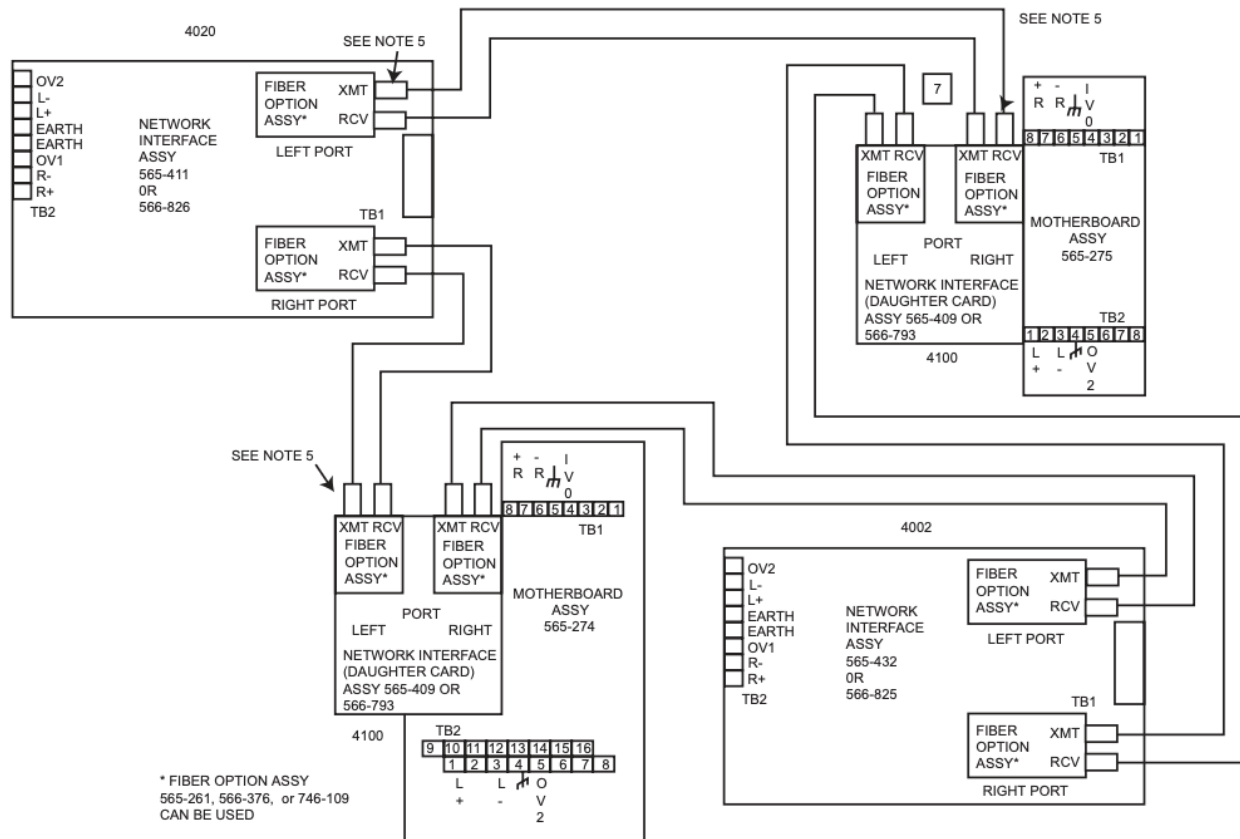 4020
SEE NOTE 5
OV2
L-
L+
EARTH
EARTH
OV1
R-
R+
TB2
NETWORK
INTERFACE
ASSY
565-411
0R
566-826
FIBER
OPTION
ASSY*
XMT
RCV
LEFT PORT
TB1
FIBER
OPTION
ASSY*
XMT
RCV
RIGHT PORT
SEE NOTE 5
7
+ - I
R R V
0
8 7 6 5 4 3 2 1
TB1
XMT RCV
FIBER
OPTION
ASSY*
XMT RCV
FIBER
OPTION
ASSY*
PORT
LEFT RIGHT
NETWORK INTERFACE
(DAUGHTER CARD)
ASSY 565-409 OR
566-793
4100
MOTHERBOARD
ASSY
565-275
TB2
1 2 3 4 5 6 7 8
L L O
+ - V
2
SEE NOTE 5
+ - I
R R V
0
8 7 6 5 4 3 2 1
TB1
XMT RCV
FIBER
OPTION
ASSY*
XMT RCV
FIBER
OPTION
ASSY*
PORT
LEFT RIGHT
NETWORK INTERFACE
(DAUGHTER CARD)
ASSY 565-409 OR
566-793
4100
MOTHERBOARD
ASSY
565-274
TB2
9 10 11 12 13 14 15 16
1 2 3 4 5 6 7 8
L L O
+ - V
2
4002
OV2
L-
L+
EARTH
EARTH
OV1
R-
R+
TB2
NETWORK
INTERFACE
ASSY
565-432
0R
566-825
FIBER
OPTION
ASSY*
XMT
RCV
LEFT PORT
TB1
FIBER
OPTION
ASSY*
XMT
RCV
RIGHT PORT
* FIBER OPTION ASSY
565-261, 566-376, or 746-109
CAN BE USED